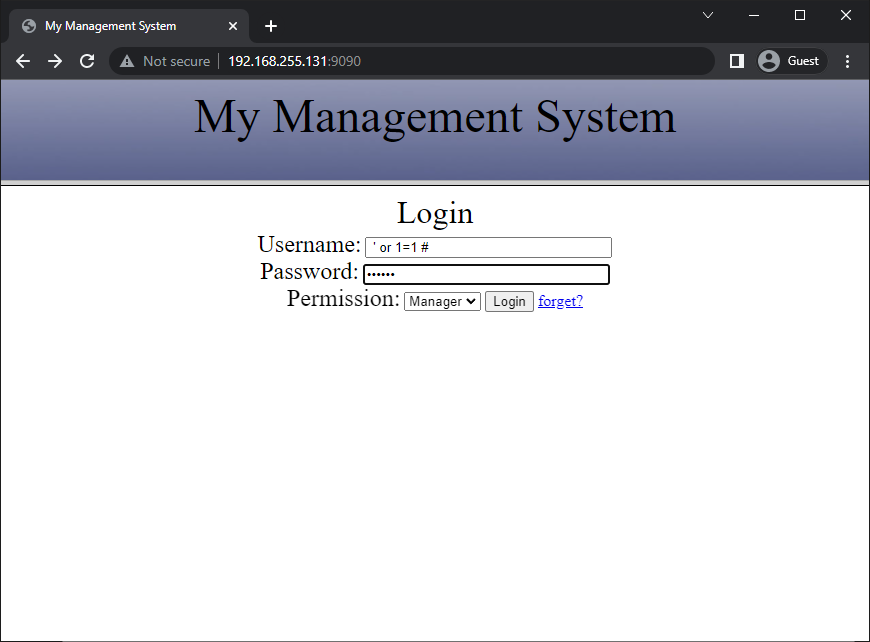 My Management System
Not secure 192.168.255.131:9090 Guest
My Management System
Login
Username: ' or 1=1 #
Password: ••••••
Permission: Manager Login forget?